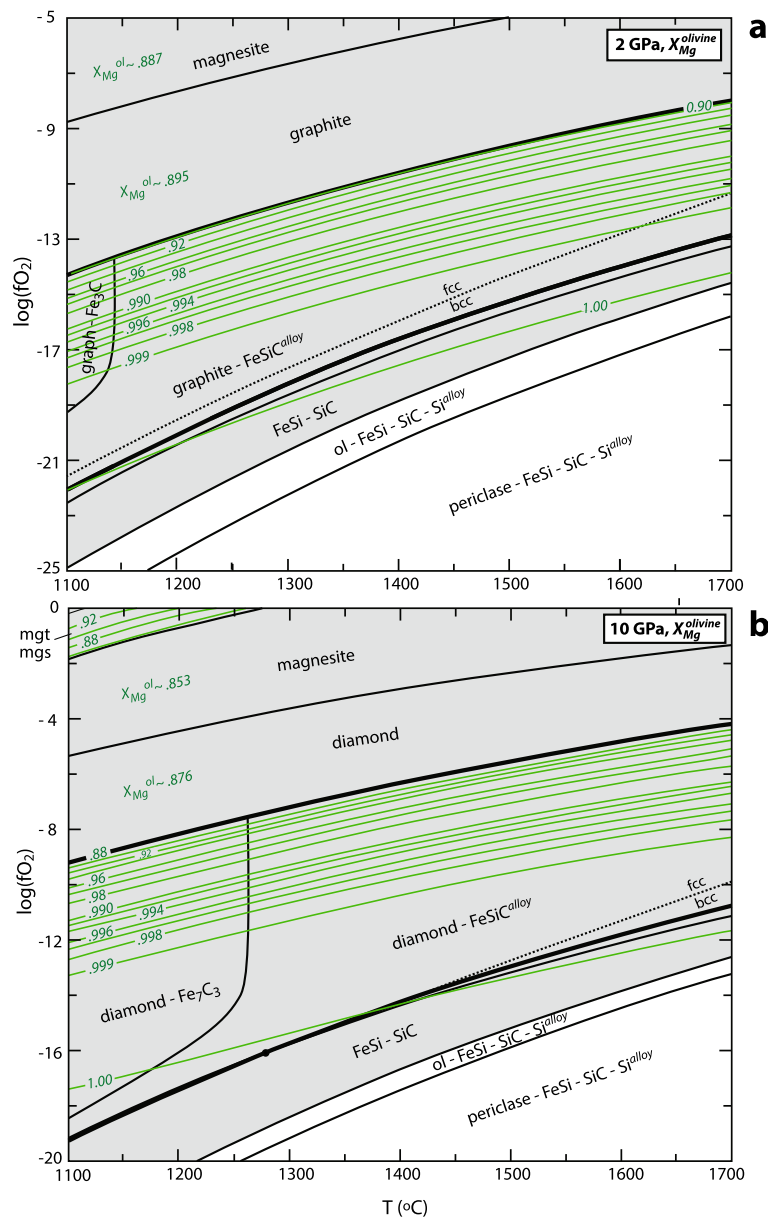 a
2 GPa, X_Mg^olivine
X_Mg^ol ~ .887
magnesite
graphite
X_Mg^ol ~ .895
0.90
.92
.96
.98
.990
.994
.996
.998
.999
graph - Fe3C
fcc
bcc
graphite - FeSiC^alloy
1.00
FeSi - SiC
ol - FeSi - SiC - Si^alloy
periclase - FeSi - SiC - Si^alloy
log(fO2)
- 5
-9
-13
-17
-21
-25
1100
1200
1300
1400
1500
1600
1700
b
10 GPa, X_Mg^olivine
.92
.88
mgt
mgs
magnesite
X_Mg^ol ~ .853
diamond
X_Mg^ol ~ .876
.88
.92
.96
.98
.990
.994
.996
.998
.999
fcc
bcc
diamond - FeSiC^alloy
diamond - Fe7C3
FeSi - SiC
ol - FeSi - SiC - Si^alloy
1.00
periclase - FeSi - SiC - Si^alloy
log(fO2)
0
- 4
- 8
-12
-16
-20
1100
1200
1300
1400
1500
1600
1700
T (oC)